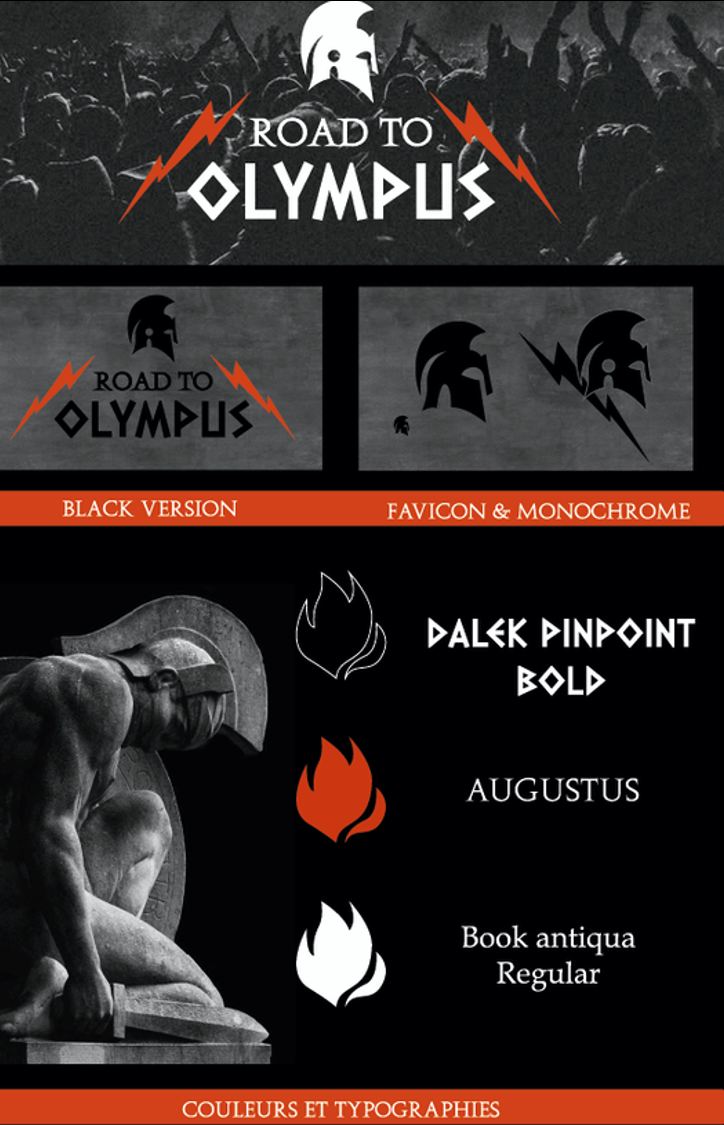 ROAD TO
OLYMPUS
ROAD TO
OLYMPUS
BLACK VERSION
FAVICON & MONOCHROME
DALEK PINPOINT
BOLD
AUGUSTUS
Book antiqua
Regular
COULEURS ET TYPOGRAPHIES